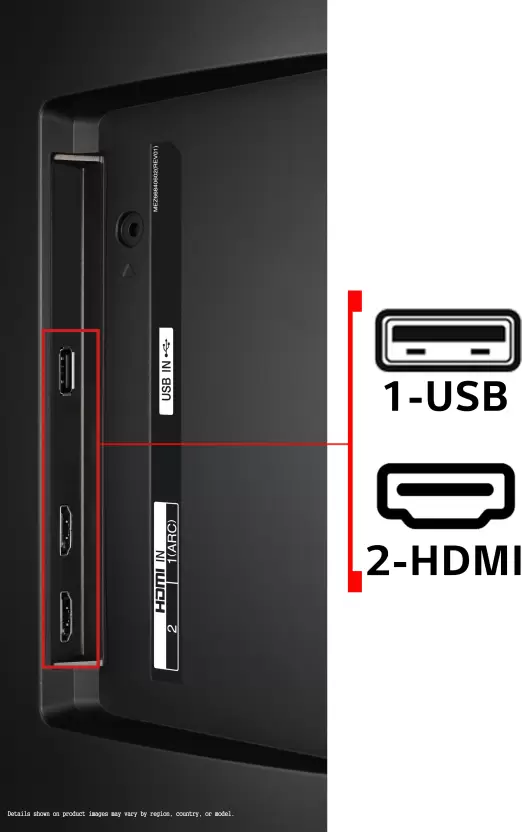 MEZ66840602(REV01)
USB IN
HDMI IN
2
1(ARC)
1-USB
2-HDMI
Details shown on product images may vary by region, country, or model.